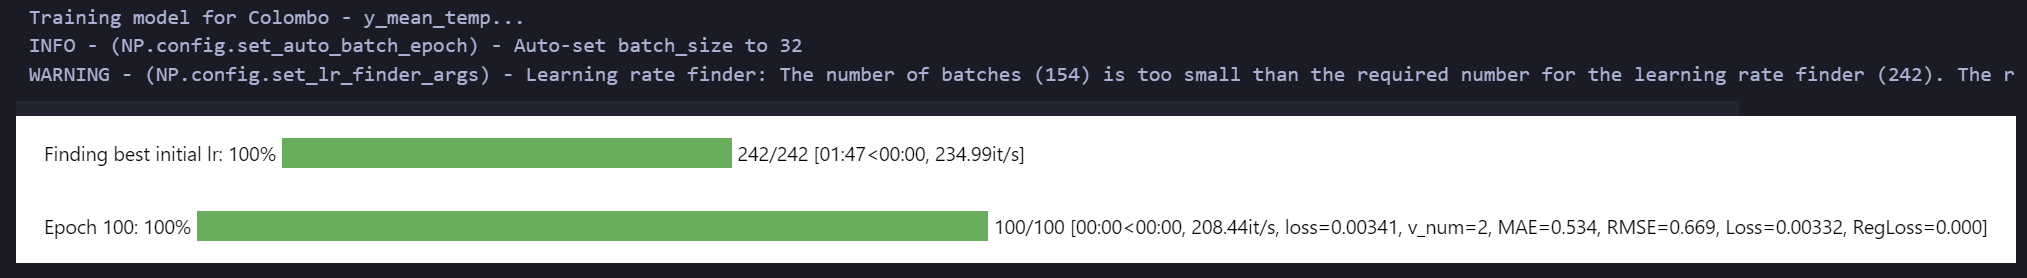 Training model for Colombo - y_mean_temp...
INFO - (NP.config.set_auto_batch_epoch) - Auto-set batch_size to 32
WARNING - (NP.config.set_lr_finder_args) - Learning rate finder: The number of batches (154) is too small than the required number for the learning rate finder (242). The r
Finding best initial lr: 100% 242/242 [01:47<00:00, 234.99it/s]
Epoch 100: 100% 100/100 [00:00<00:00, 208.44it/s, loss=0.00341, v_num=2, MAE=0.534, RMSE=0.669, Loss=0.00332, RegLoss=0.000]